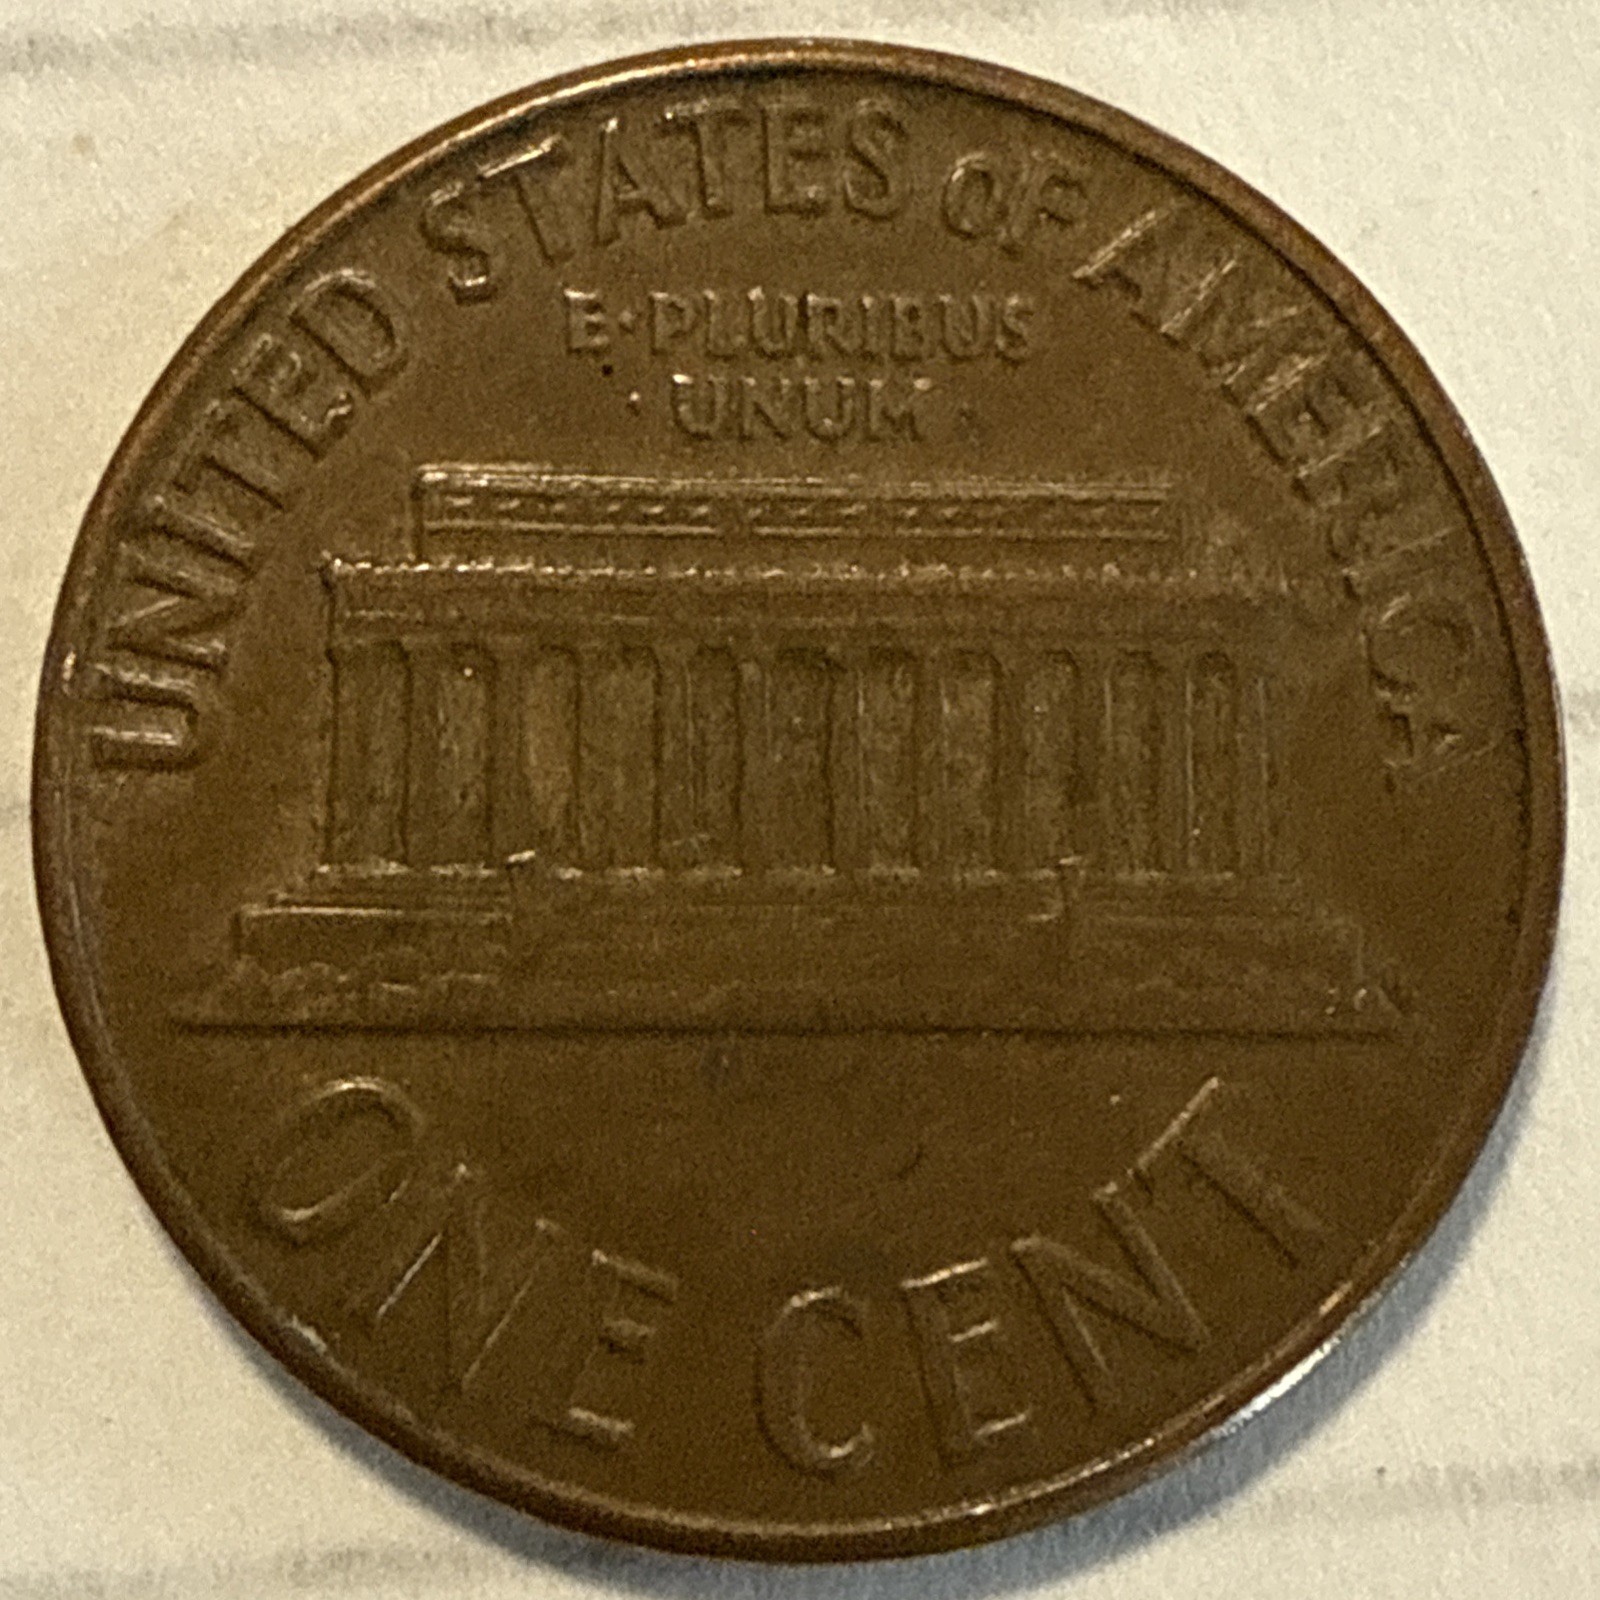 UNITED STATES OF AMERICA
E·PLURIBUS
·UNUM·
ONE CENT